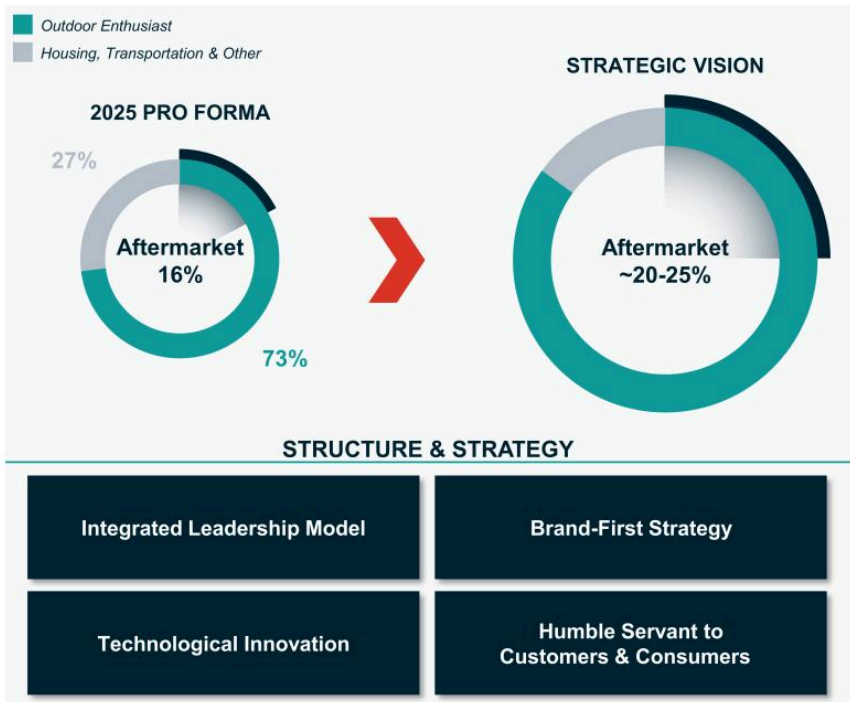 Outdoor Enthusiast
Housing, Transportation & Other
2025 PRO FORMA
27%
Aftermarket
16%
73%
STRATEGIC VISION
Aftermarket
~20-25%
STRUCTURE & STRATEGY
Integrated Leadership Model
Brand-First Strategy
Technological Innovation
Humble Servant to
Customers & Consumers